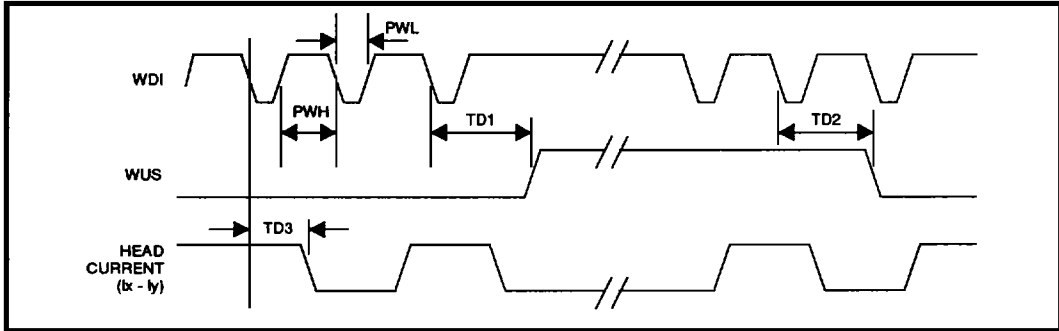 PWL
WDI
PWH
TD1
TD2
WUS
TD3
HEAD
CURRENT
(Ix - Iy)